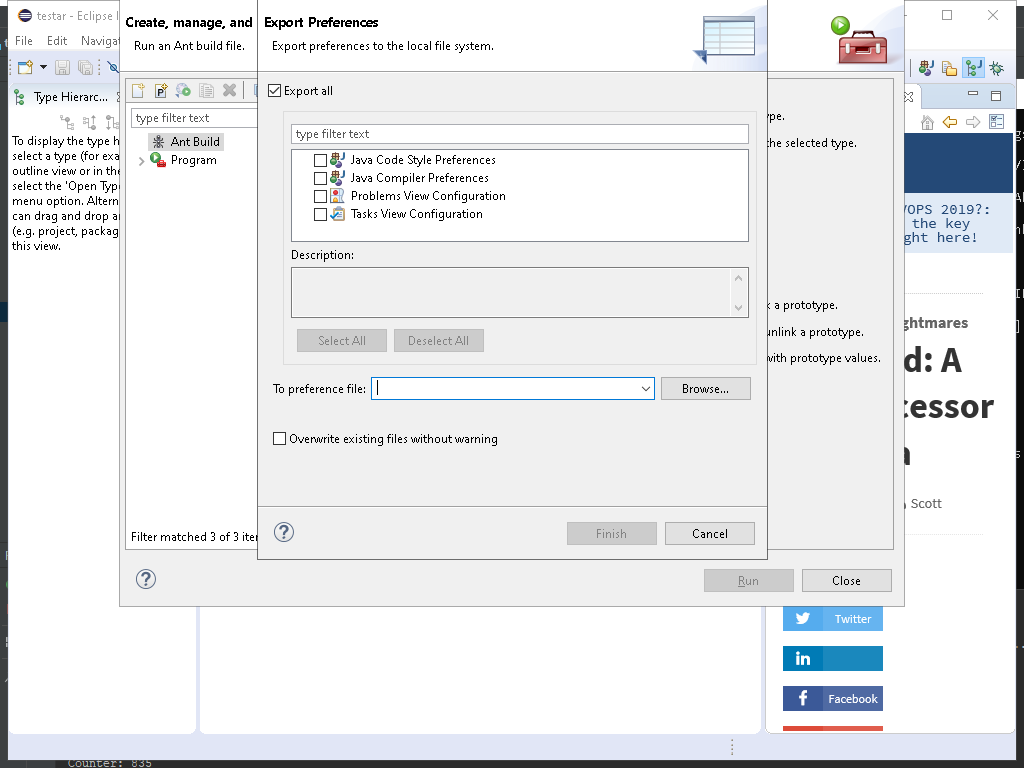 testar - Eclipse I
File Edit Navigat
Type Hierarc...
To display the type h
select a type (for exa
outline view or in the
select the 'Open Type
menu option. Altern
can drag and drop a
(e.g. project, packag
this view.
Create, manage, and
Run an Ant build file.
type filter text
Ant Build
Program
Filter matched 3 of 3 iter
Export Preferences
Export preferences to the local file system.
Export all
type filter text
Java Code Style Preferences
Java Compiler Preferences
Problems View Configuration
Tasks View Configuration
Description:
Select All
Deselect All
To preference file:
Browse...
Overwrite existing files without warning
Finish
Cancel
pe.
the selected type.
k a prototype.
unlink a prototype.
with prototype values.
Run
Close
OPS 2019?:
the key
ght here!
ghtmares
d: A
cessor
a
Scott
Twitter
in
Facebook
Counter: 835